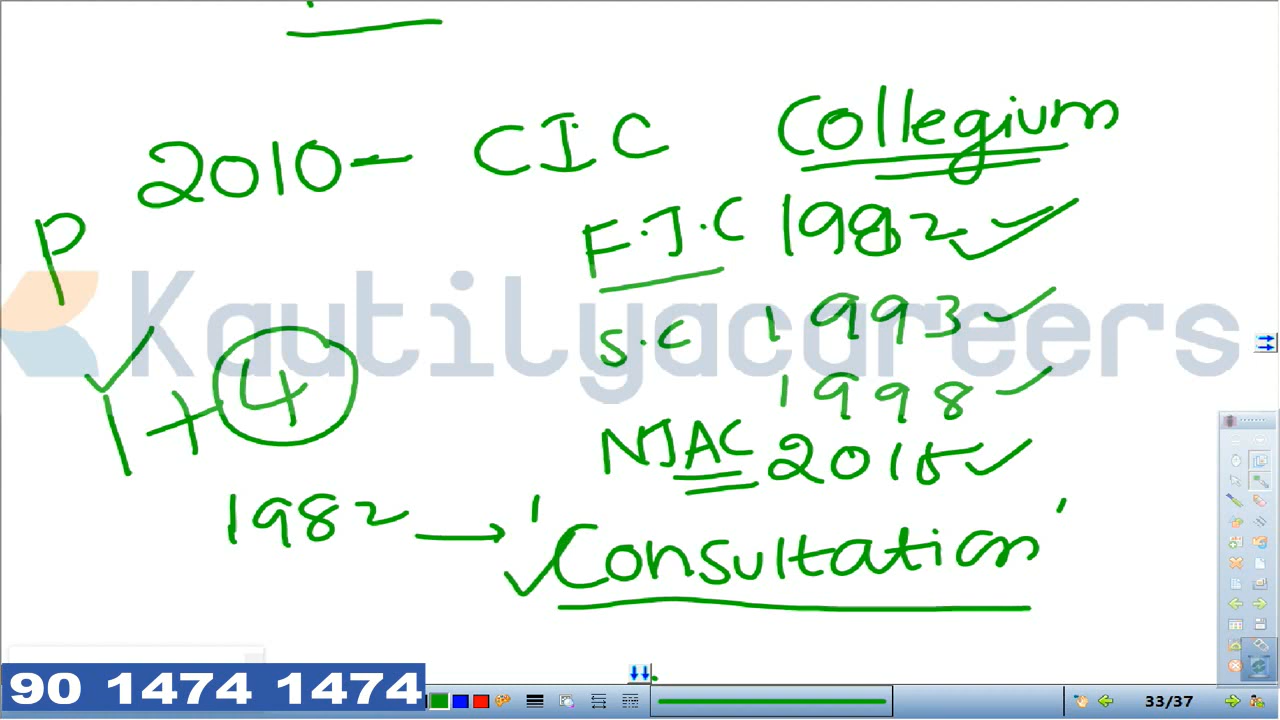 2010- CIC Collegium
P F.J.C 1982
Kautilyacareers
S.C 1993
Y+4 1998
NJAC 2015
1982 → 'Consultation'
90 1474 1474
33/37